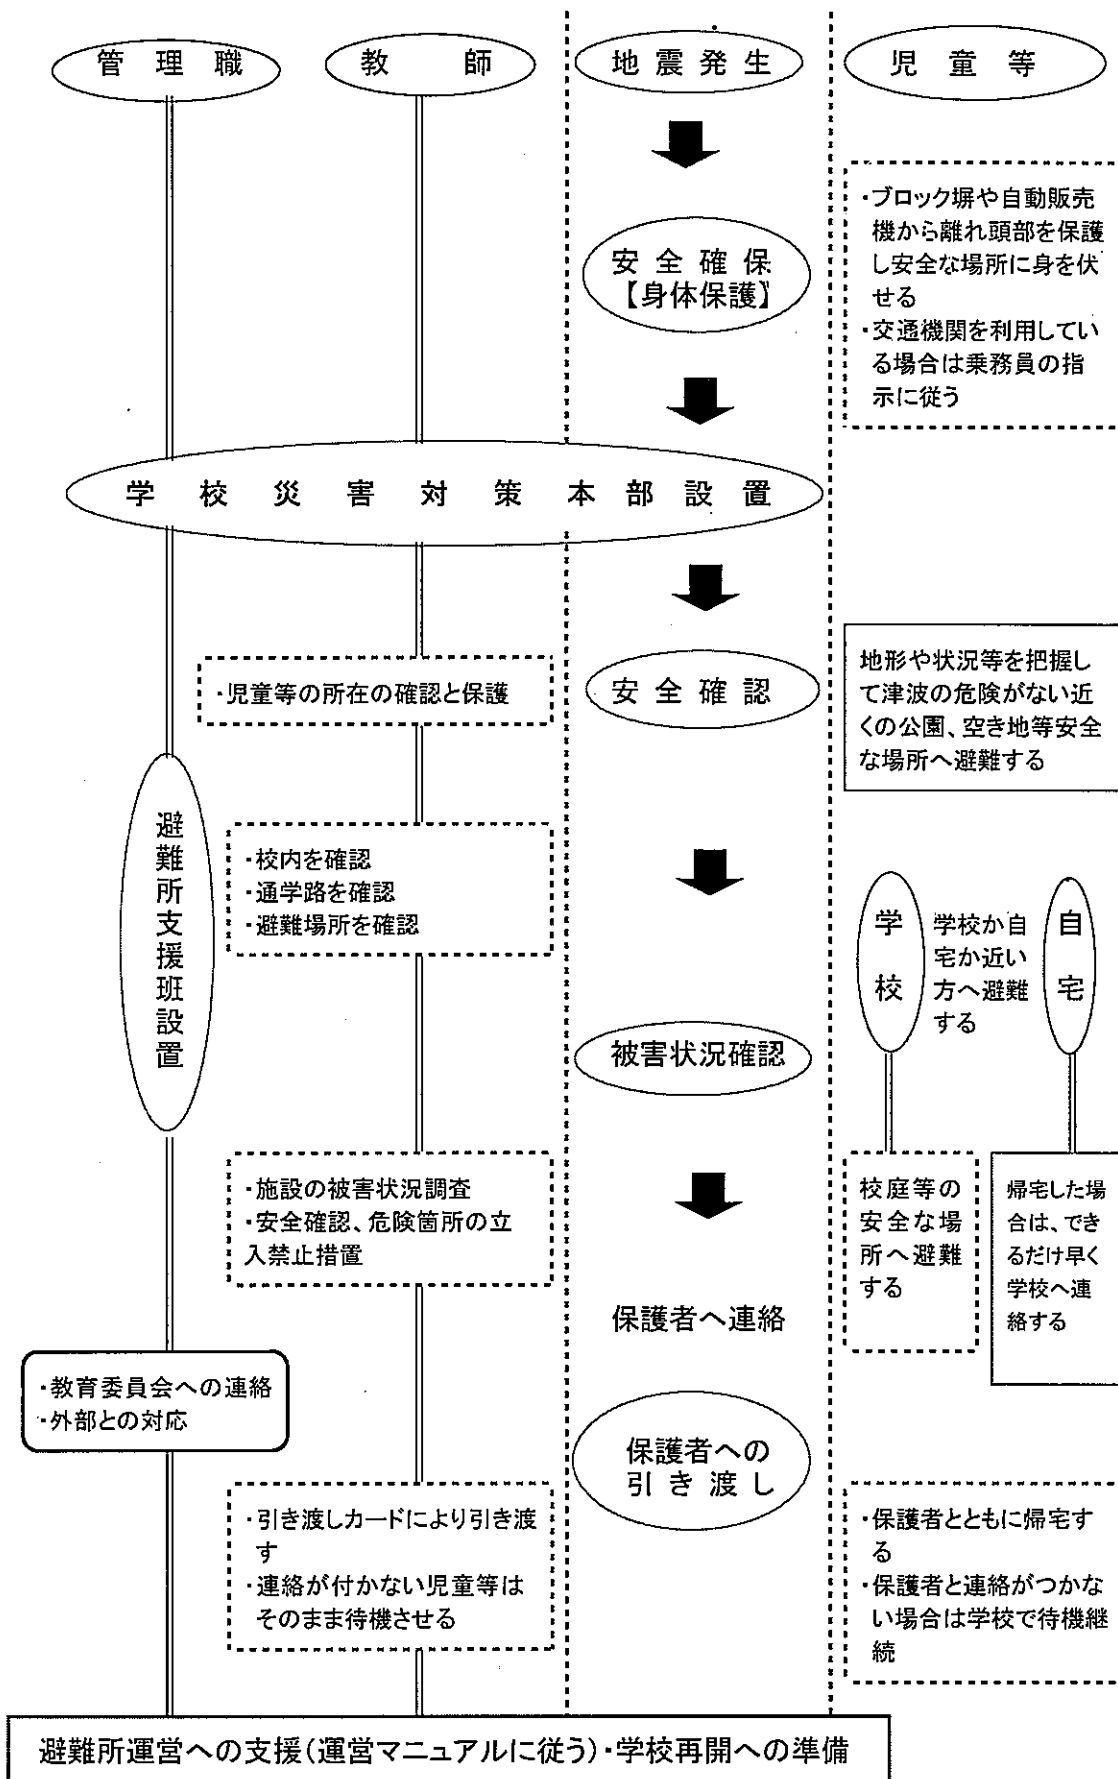 管理職
教師
地震発生
児童等
・ブロック塀や自動販売
機から離れ頭部を保護
し安全な場所に身を伏
せる
・交通機関を利用してい
る場合は乗務員の指
示に従う
安全確保
【身体保護】
学校災害対策本部設置
・児童等の所在の確認と保護
安全確認
地形や状況等を把握し
て津波の危険がない近
くの公園、空き地等安全
な場所へ避難する
避難所支援班設置
・校内を確認
・通学路を確認
・避難場所を確認
学校
学校か自
宅か近い
方へ避難
する
自宅
被害状況確認
・施設の被害状況調査
・安全確認、危険箇所の立
入禁止措置
校庭等の
安全な場
所へ避難
する
帰宅した場
合は、でき
るだけ早く
学校へ連
絡する
保護者へ連絡
・教育委員会への連絡
・外部との対応
保護者への
引き渡し
・引き渡しカードにより引き渡
す
・連絡が付かない児童等は
そのまま待機させる
・保護者とともに帰宅す
る
・保護者と連絡がつかな
い場合は学校で待機継
続
避難所運営への支援(運営マニュアルに従う)・学校再開への準備